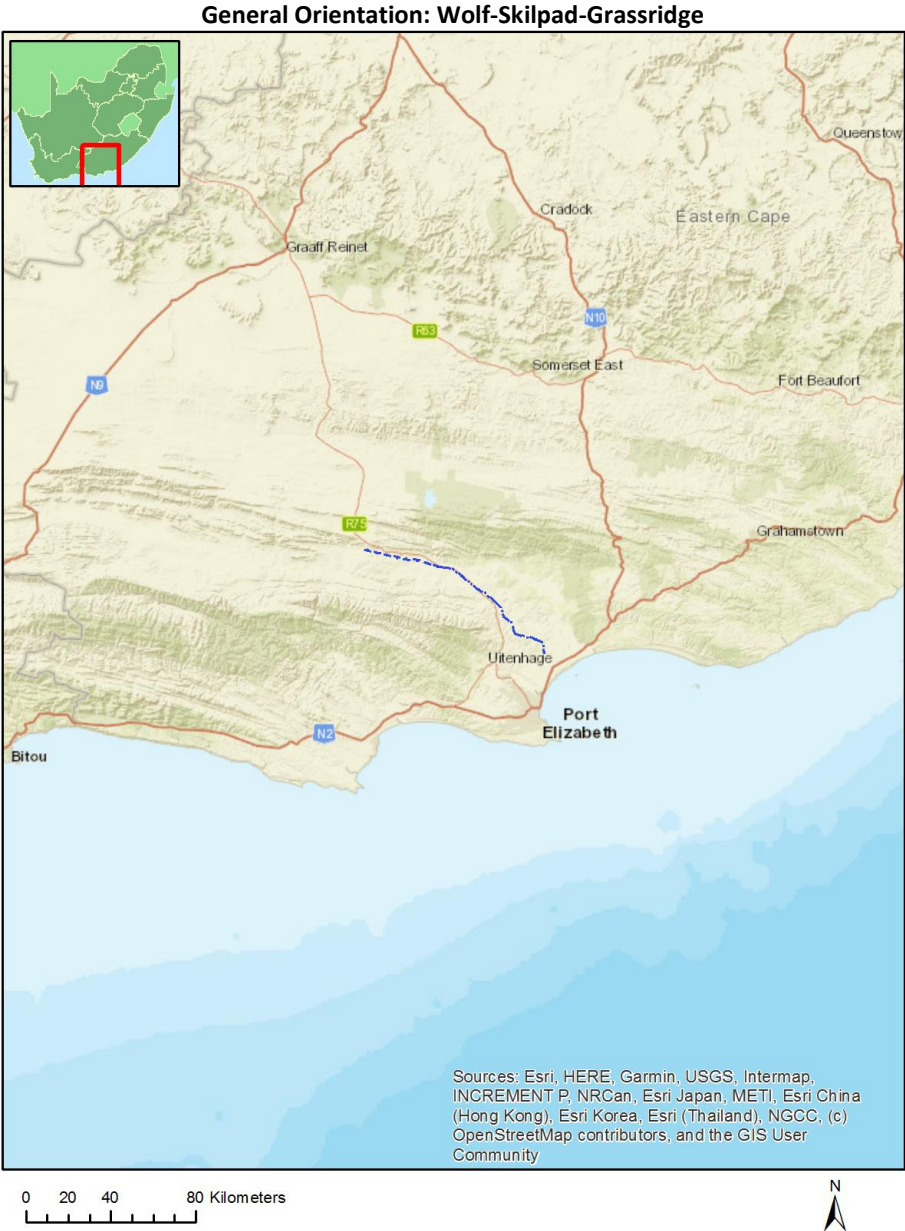 General Orientation: Wolf-Skilpad-Grassridge
Queenstow
Cradock
Eastern Cape
Graaff Reinet
N10
R63
Somerset East
N9
Fort Beaufort
R75
Grahamstown
Uitenhage
Port
Elizabeth
N2
Bitou
Sources: Esri, HERE, Garmin, USGS, Intermap,
INCREMENT P, NRCan, Esri Japan, METI, Esri China
(Hong Kong), Esri Korea, Esri (Thailand), NGCC, (c)
OpenStreetMap contributors, and the GIS User
Community
0 20 40 80 Kilometers
N